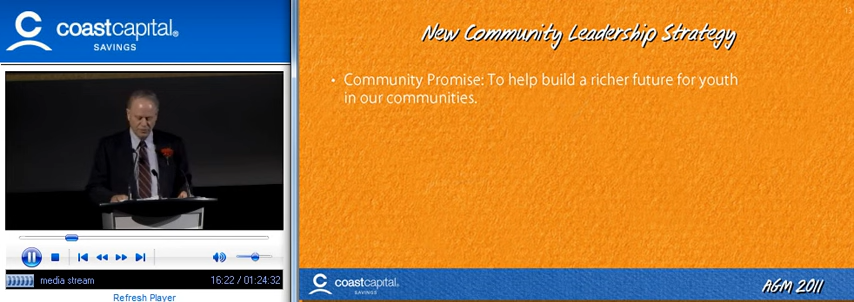 coastcapital®
SAVINGS
media stream
16:22 / 01:24:32
Refresh Player
New Community Leadership Strategy
• Community Promise: To help build a richer future for youth
in our communities.
coastcapital®
SAVINGS
AGM 2011